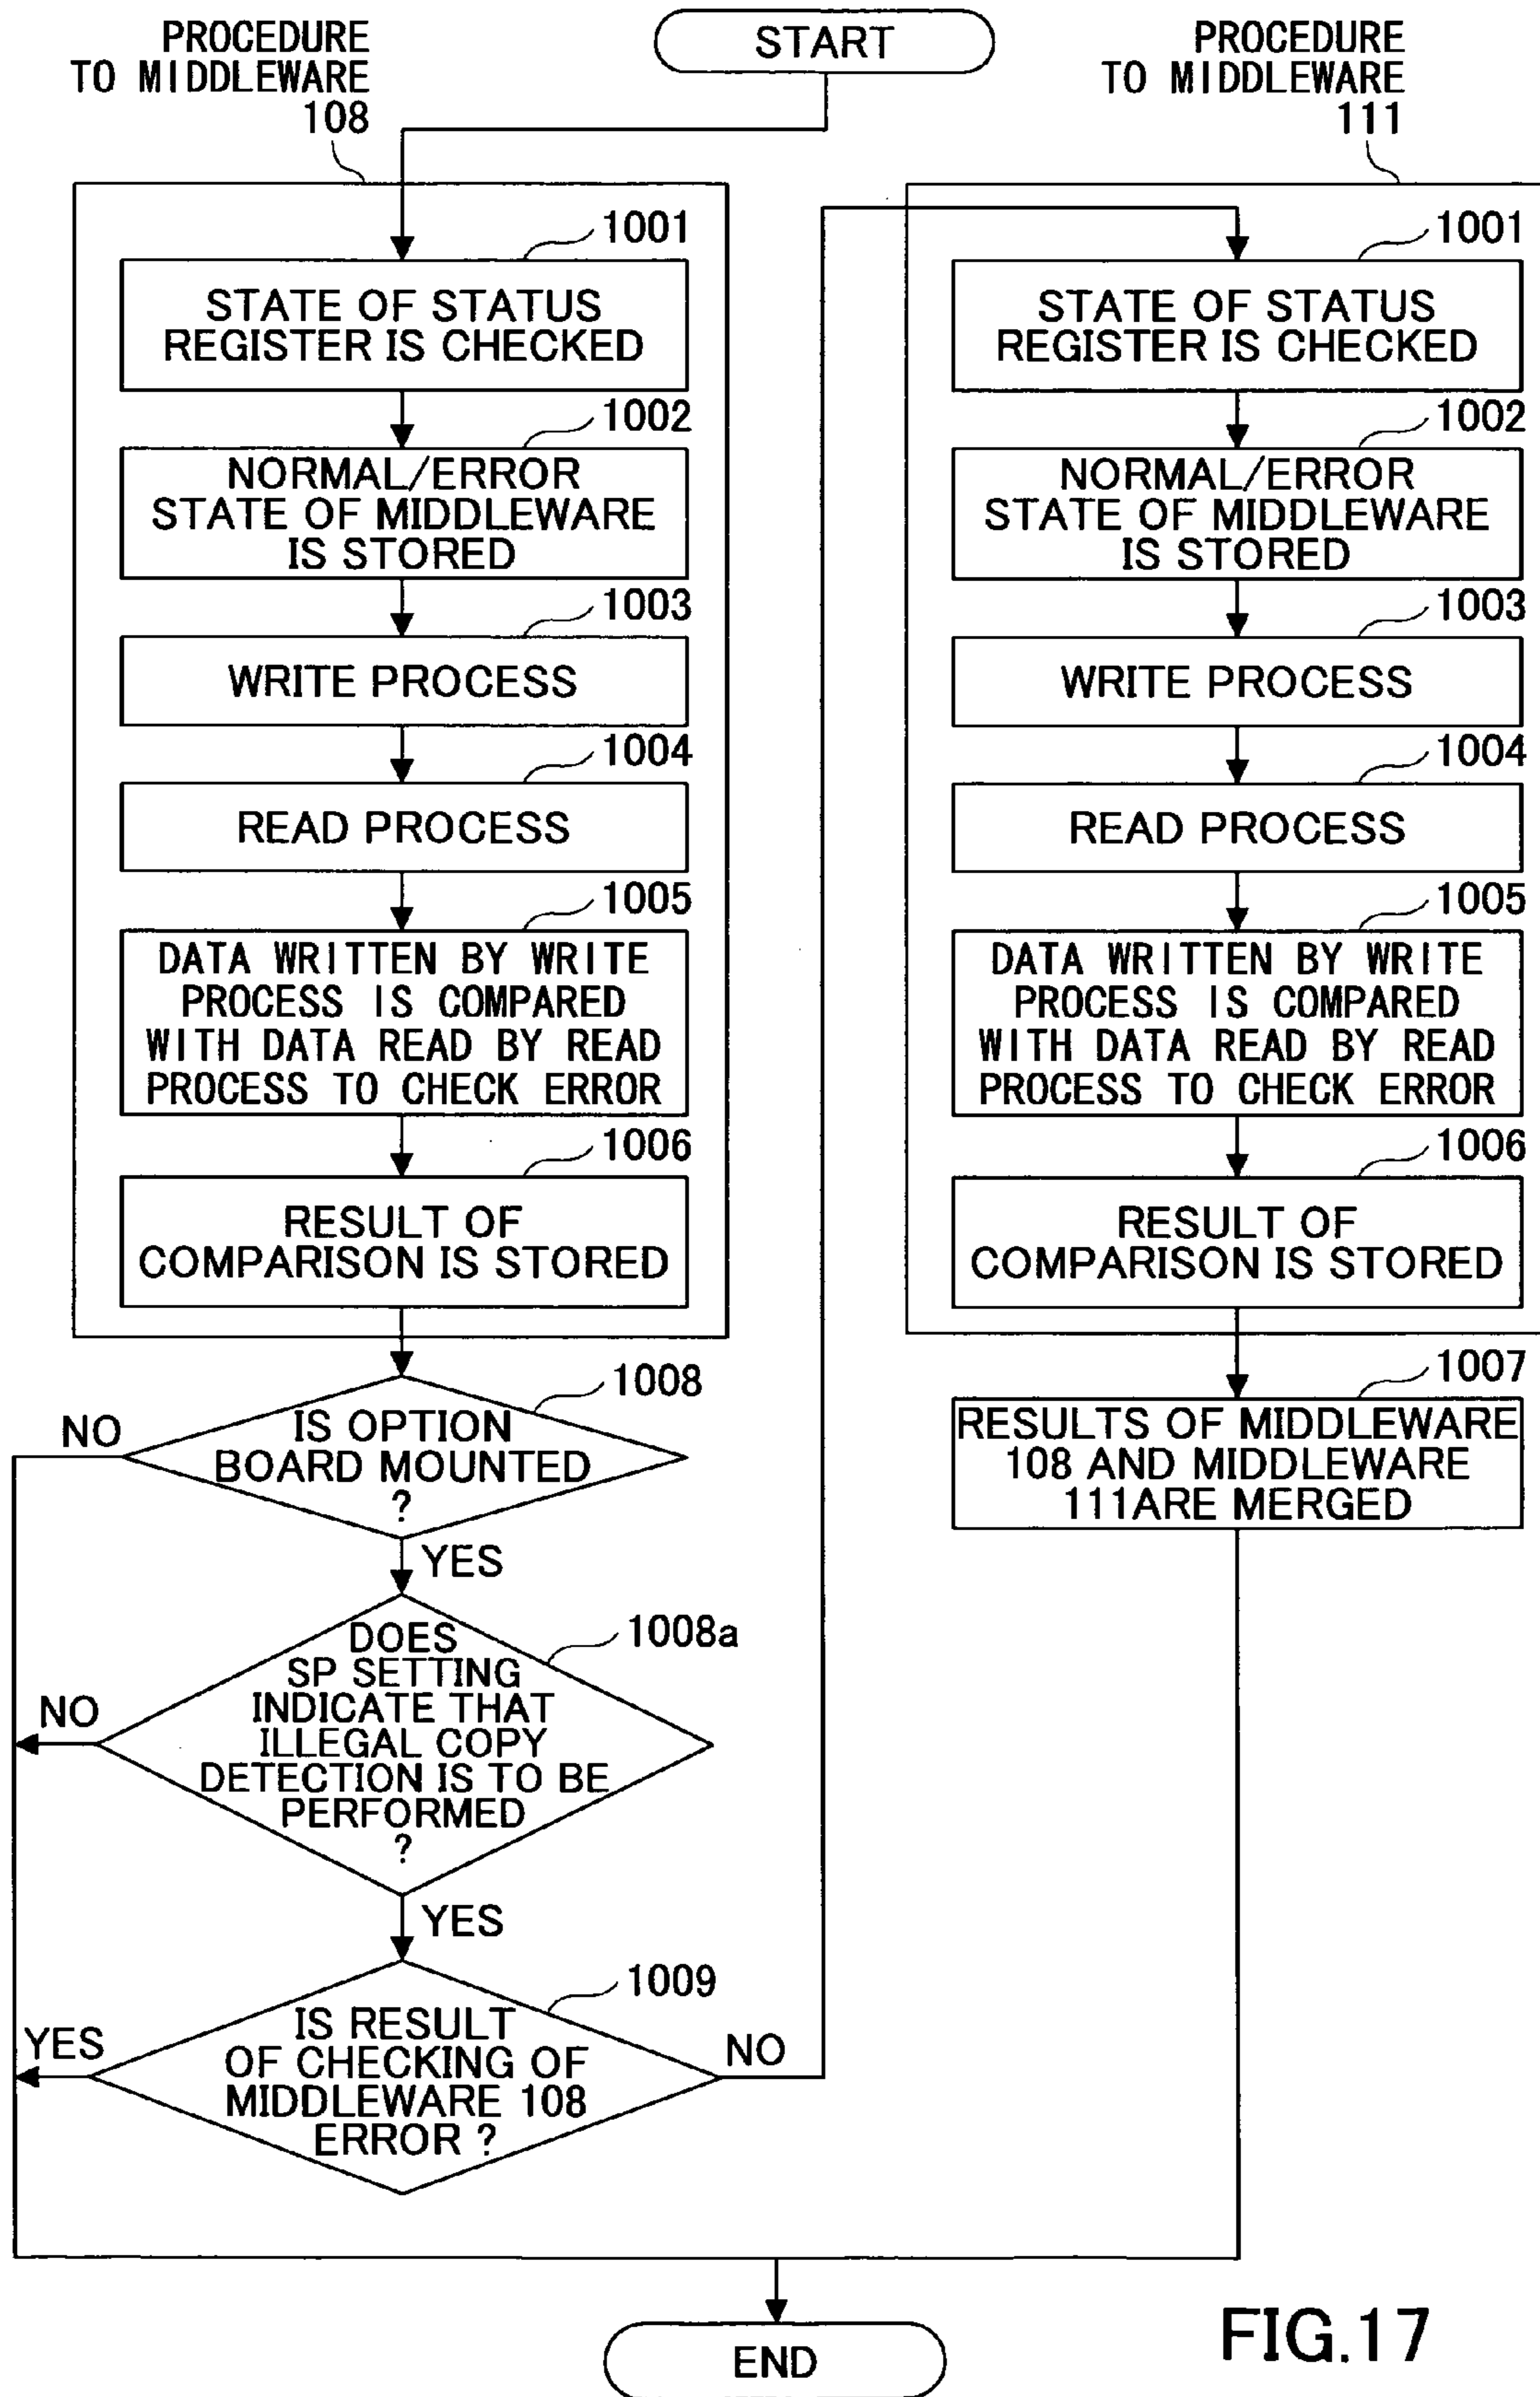 START
PROCEDURE
TO MIDDLEWARE
108
1001
STATE OF STATUS
REGISTER IS CHECKED
1002
NORMAL/ERROR
STATE OF MIDDLEWARE
IS STORED
1003
WRITE PROCESS
1004
READ PROCESS
1005
DATA WRITTEN BY WRITE
PROCESS IS COMPARED
WITH DATA READ BY READ
PROCESS TO CHECK ERROR
1006
RESULT OF
COMPARISON IS STORED
1008
IS OPTION
BOARD MOUNTED
?
NO
YES
1008a
DOES
SP SETTING
INDICATE THAT
ILLEGAL COPY
DETECTION IS TO BE
PERFORMED
?
NO
YES
1009
IS RESULT
OF CHECKING OF
MIDDLEWARE 108
ERROR ?
YES
NO
PROCEDURE
TO MIDDLEWARE
111
1001
STATE OF STATUS
REGISTER IS CHECKED
1002
NORMAL/ERROR
STATE OF MIDDLEWARE
IS STORED
1003
WRITE PROCESS
1004
READ PROCESS
1005
DATA WRITTEN BY WRITE
PROCESS IS COMPARED
WITH DATA READ BY READ
PROCESS TO CHECK ERROR
1006
RESULT OF
COMPARISON IS STORED
1007
RESULTS OF MIDDLEWARE
108 AND MIDDLEWARE
111ARE MERGED
END
FIG.17